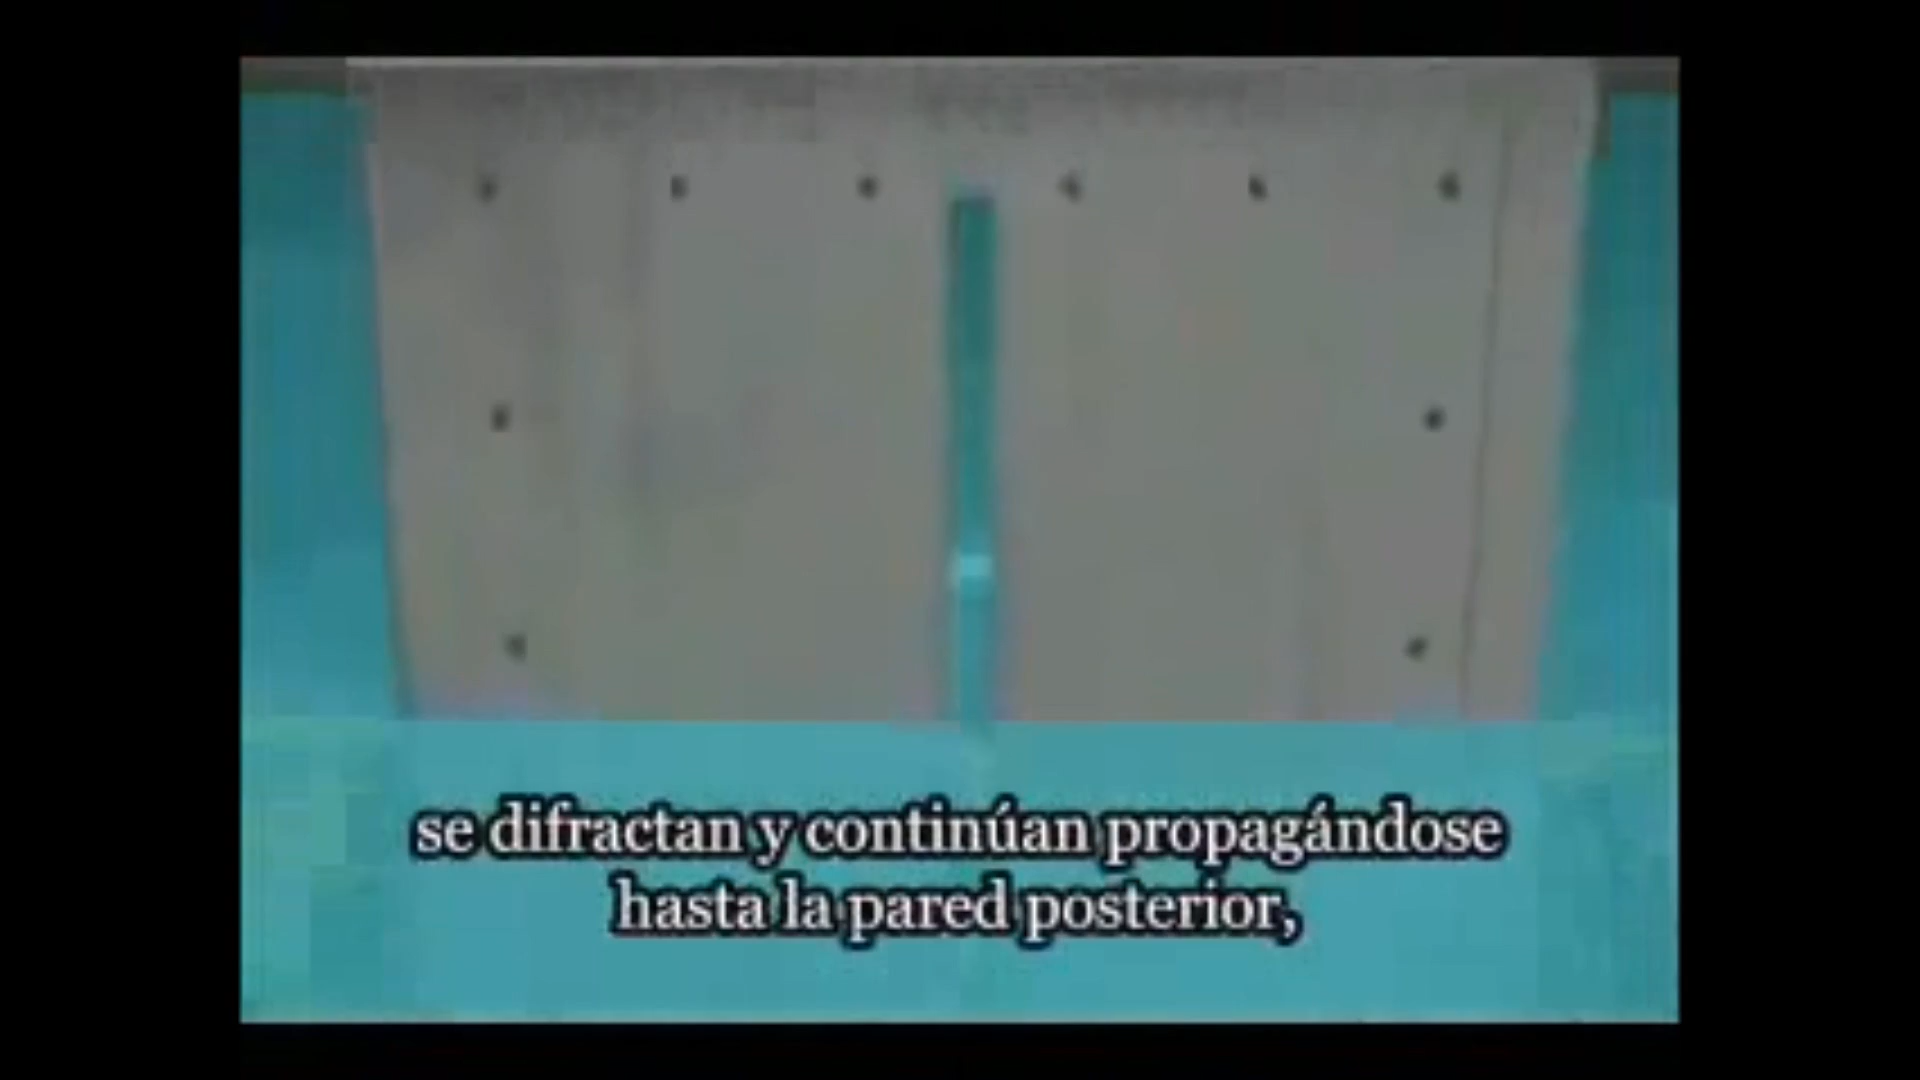 se difractan y continúan propagándose
hasta la pared posterior,